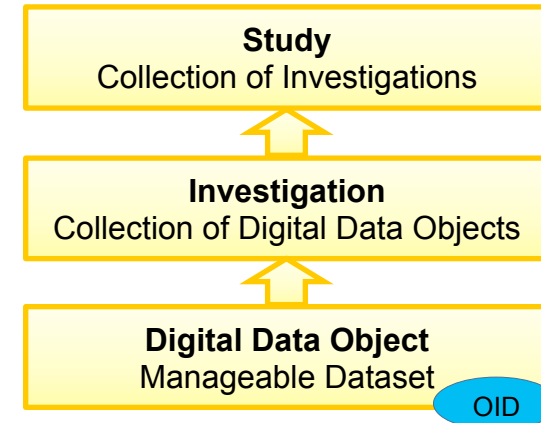 Study
Collection of Investigations
Investigation
Collection of Digital Data Objects
Digital Data Object
Manageable Dataset
OID